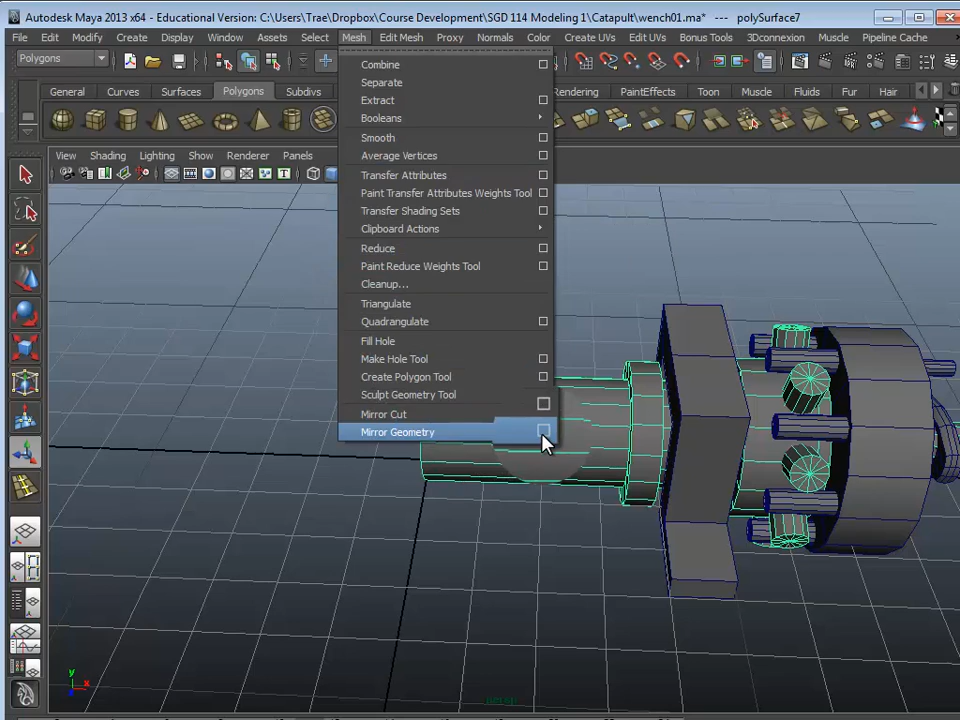 Autodesk Maya 2013 x64 - Educational Version: C:\Users\Trae\Dropbox\Course Development\SGD 114 Modeling 1\Catapult\wench01.ma* - polySurface7
File Edit Modify Create Display Window Assets Select Mesh Edit Mesh Proxy Normals Color Create UVs Edit UVs Bonus Tools 3Dconnexion Muscle Pipeline Cache
Polygons
General Curves Surfaces Polygons Subdivs Rendering PaintEffects Toon Muscle Fluids Fur Hair
View Shading Lighting Show Renderer Panels
Combine
Separate
Extract
Booleans
Smooth
Average Vertices
Transfer Attributes
Paint Transfer Attributes Weights Tool
Transfer Shading Sets
Clipboard Actions
Reduce
Paint Reduce Weights Tool
Cleanup...
Triangulate
Quadrangulate
Fill Hole
Make Hole Tool
Create Polygon Tool
Sculpt Geometry Tool
Mirror Cut
Mirror Geometry
y
x
z
persp